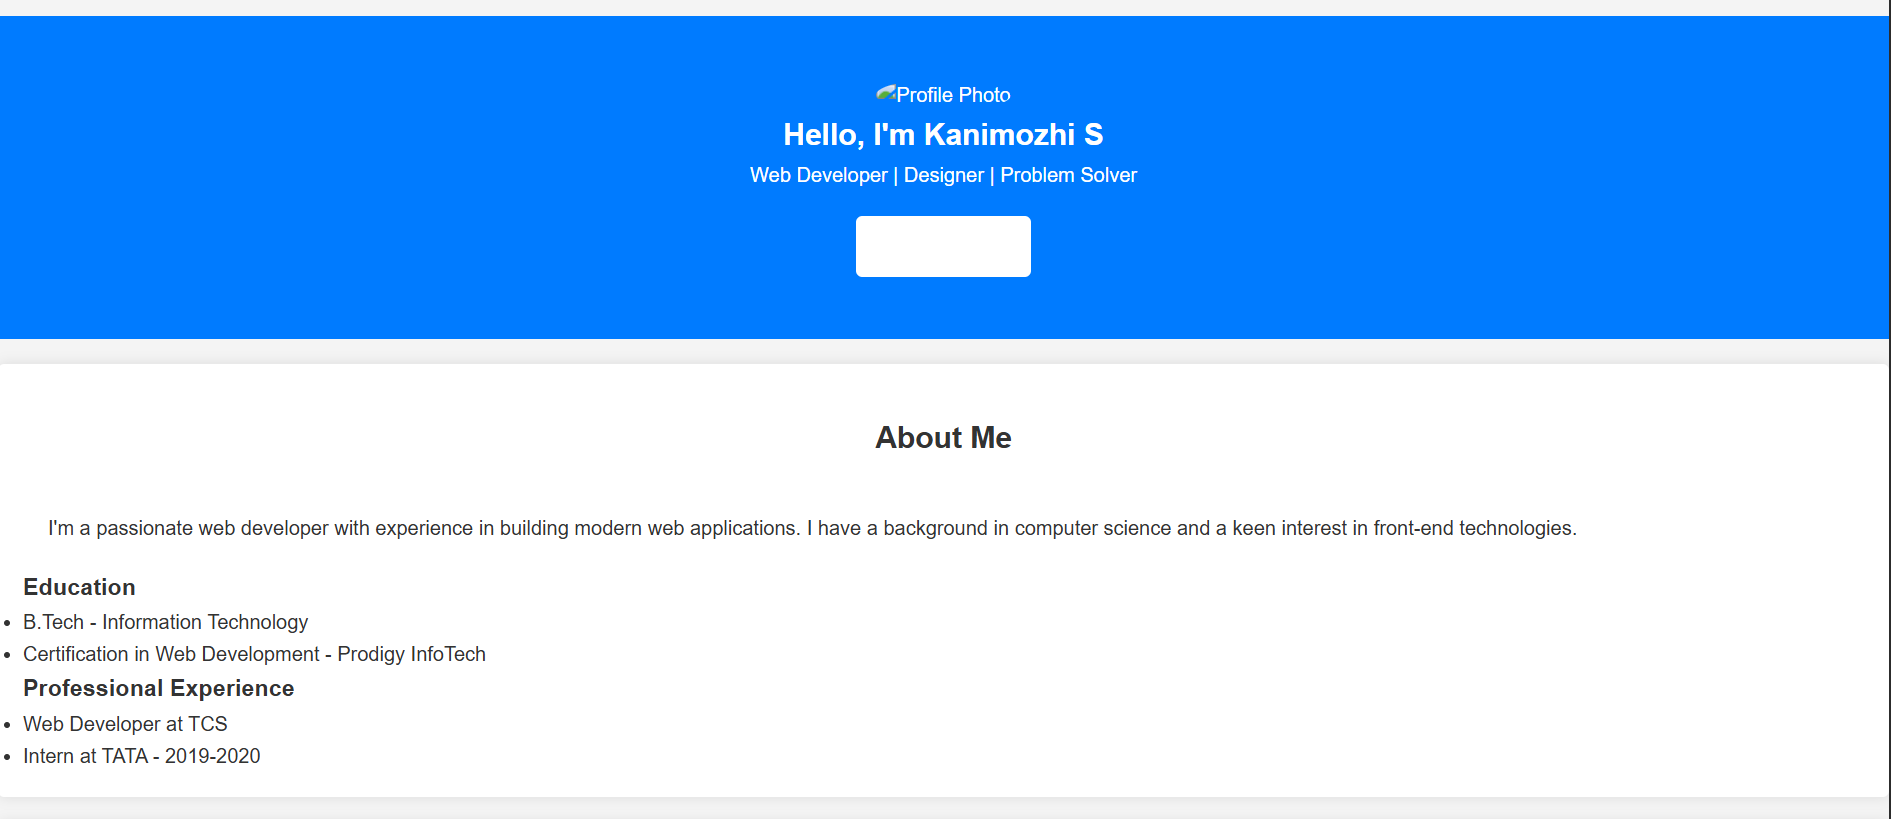 Profile Photo
Hello, I'm Kanimozhi S
Web Developer | Designer | Problem Solver
About Me
I'm a passionate web developer with experience in building modern web applications. I have a background in computer science and a keen interest in front-end technologies.
Education
• B.Tech - Information Technology
• Certification in Web Development - Prodigy InfoTech
Professional Experience
• Web Developer at TCS
• Intern at TATA - 2019-2020